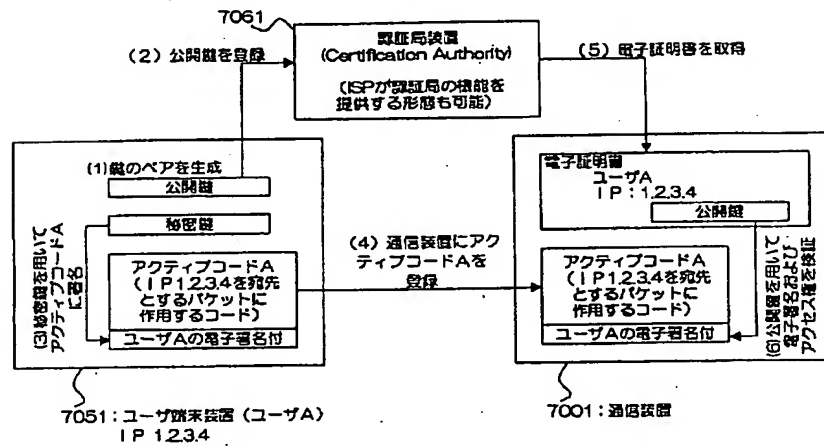 7061
認証局装置
(Certification Authority)
(ISPが認証局の機能を
提供する形態も可能)
(2) 公開鍵を登録
(5) 電子証明書を取得
(1)鍵のペアを生成
公開鍵
秘密鍵
(3)秘密鍵を用いて
アクティブコードA
に署名
アクティブコードA
(IP1.2.3.4を宛先
とするパケットに
作用するコード)
ユーザAの電子署名付
(4) 通信装置にアク
ティブコードAを
登録
電子証明書
ユーザA
IP:1.2.3.4
公開鍵
アクティブコードA
(IP1.2.3.4を宛先
とするパケットに
作用するコード)
ユーザAの電子署名付
(6)公開鍵を用いて
電子署名および
アクセス権を検証
7051:ユーザ端末装置 (ユーザA)
IP 1.2.3.4
7001:通信装置